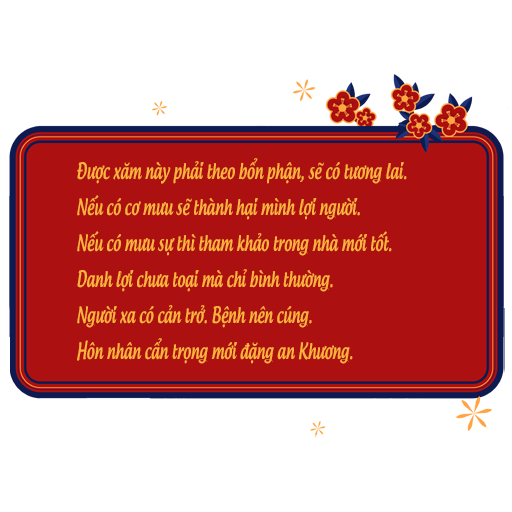 Được xăm này phải theo bổn phận, sẽ có tương lai.
Nếu có cơ mưu sẽ thành hại mình lợi người.
Nếu có mưu sự thì tham khảo trong nhà mới tốt.
Danh lợi chưa toại mà chỉ bình thường.
Người xa có cản trở. Bệnh nên cúng.
Hôn nhân cẩn trọng mới đặng an Khương.